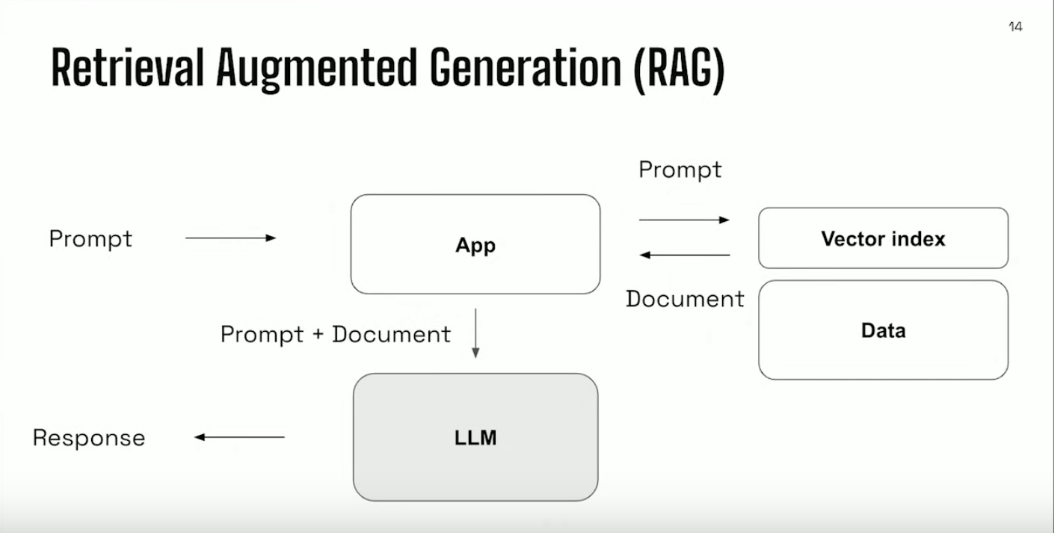 14
Retrieval Augmented Generation (RAG)
Prompt
Prompt
App
Vector index
Document
Prompt + Document
Data
Response
LLM